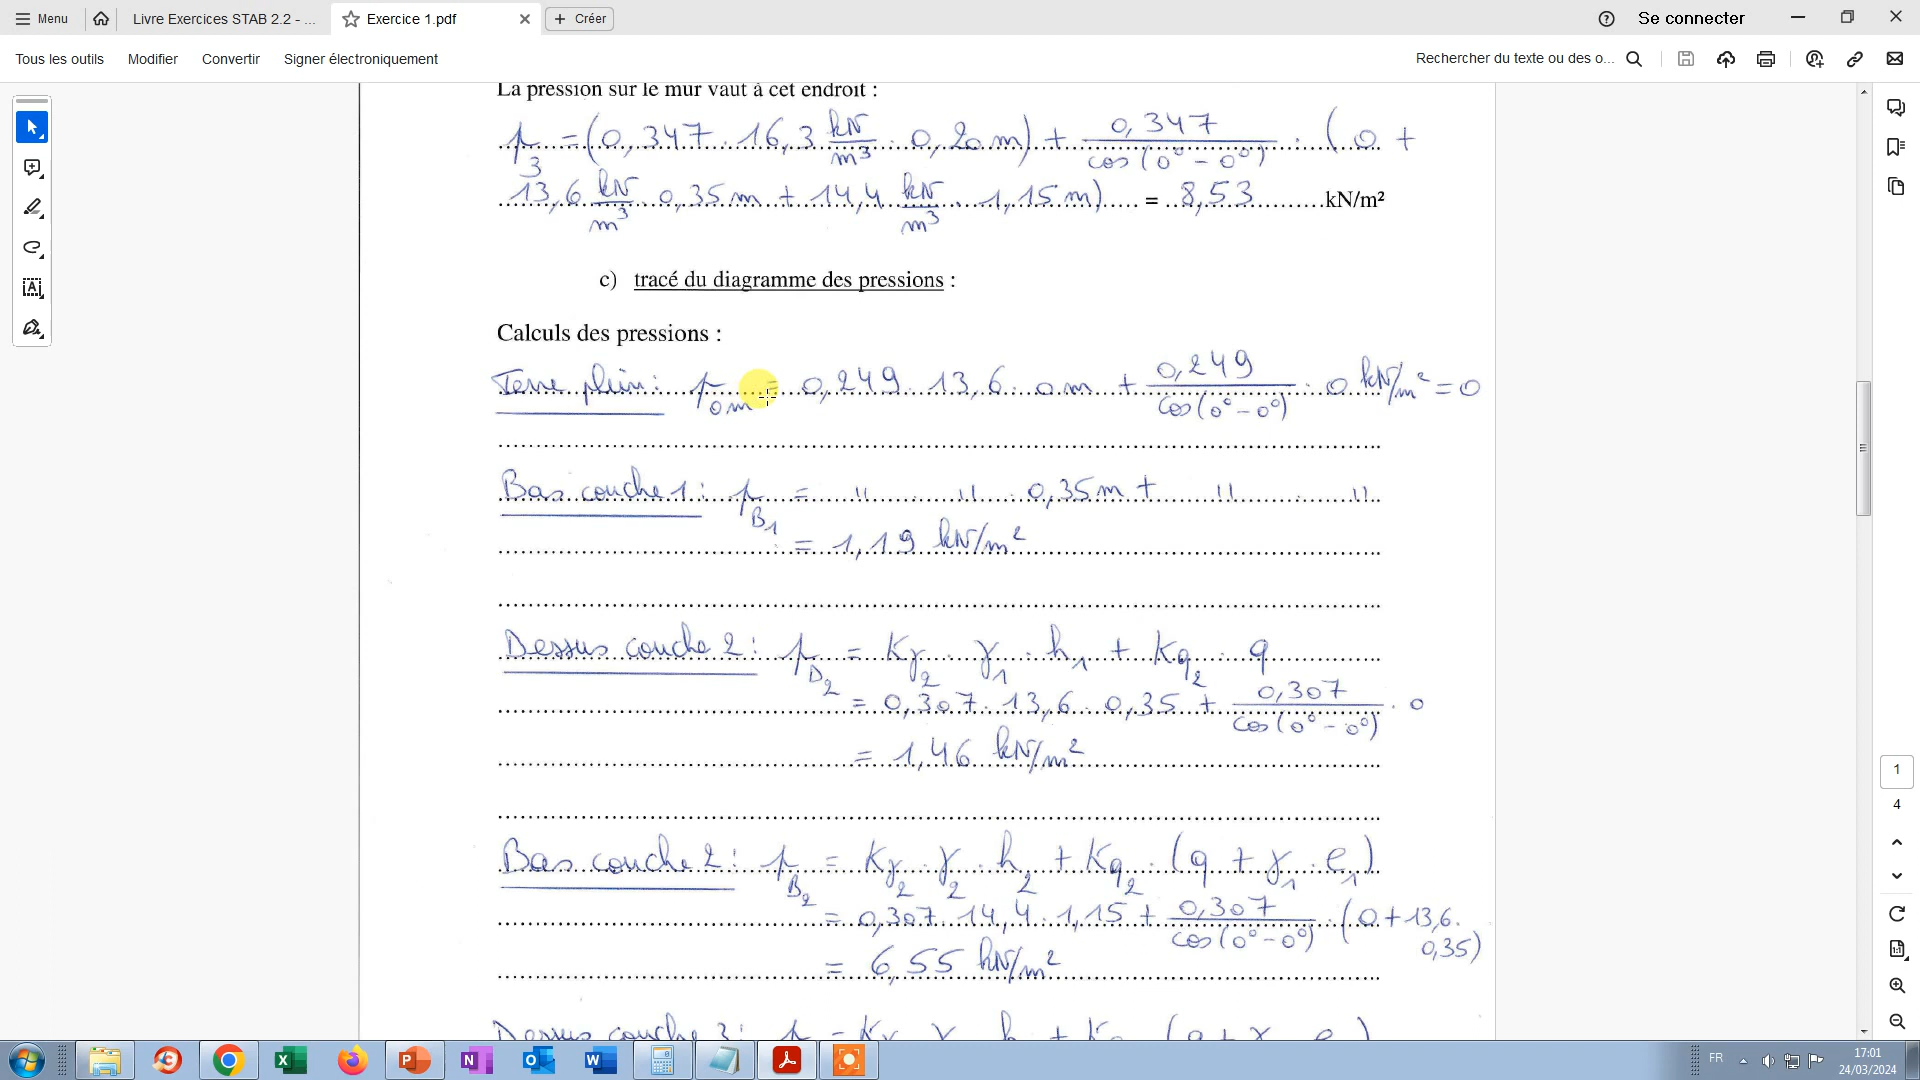 Menu
Livre Exercices STAB 2.2 - ...
Exercice 1.pdf
Créer
Se connecter
Tous les outils
Modifier
Convertir
Signer électroniquement
Rechercher du texte ou des o...
La pression sur le mur vaut à cet endroit :
p₃ = (0,347 . 16,3 kN/m³ . 0,20 m) + 0,347/cos(0° - 0°) . (0 +
13,6 kN/m³ . 0,35 m + 14,4 kN/m³ . 1,15 m) = 8,53 kN/m²
c) tracé du diagramme des pressions :
Calculs des pressions :
Terre plein : p₀ₘ = 0,249 . 13,6 . 0 m + 0,249/cos(0° - 0°) . 0 kN/m² = 0
Bas couche 1 : p_B₁ = " . " . 0,35 m + " . "
= 1,19 kN/m²
Dessus couche 2 : p_D₂ = Kγ₂ . γ₁ . h₁ + Kq₂ . q
= 0,307 . 13,6 . 0,35 + 0,307/cos(0° - 0°) . 0
= 1,46 kN/m²
Bas couche 2 : p_B₂ = Kγ₂ . γ₂ . h₂ + Kq₂ . (q + γ₁ . e₁)
= 0,307 . 14,4 . 1,15 + 0,307/cos(0° - 0°) . (0 + 13,6 .
0,35)
= 6,55 kN/m²
Dessus couche 3 :
1
4
FR
17:01
24/03/2024